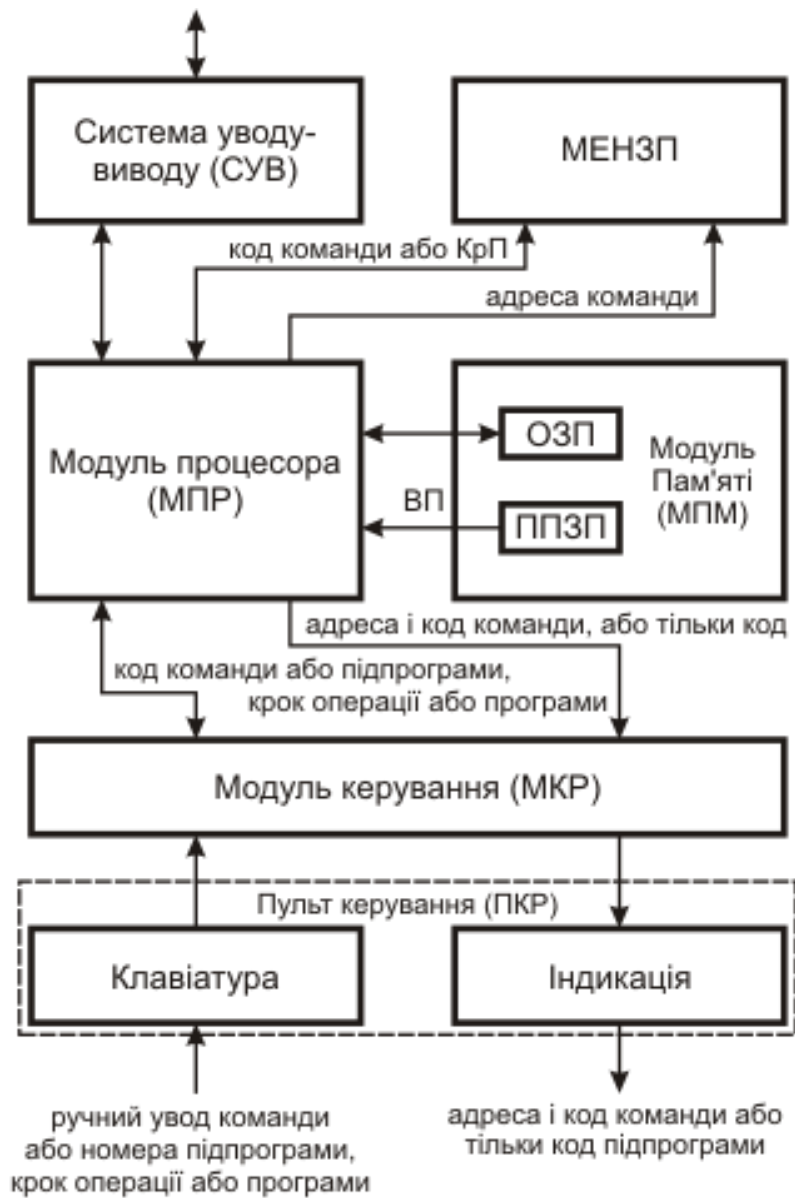 Система уводу-
виводу (СУВ)
МЕНЗП
код команди або КрП
адреса команди
Модуль процесора
(МПР)
ОЗП
ВП
ППЗП
Модуль
Пам'яті
(МПМ)
адреса і код команди, або тільки код
код команди або підпрограми,
крок операції або програми
Модуль керування (МКР)
Пульт керування (ПКР)
Клавіатура
Індикація
ручний увод команди
або номера підпрограми,
крок операції або програми
адреса і код команди або
тільки код підпрограми